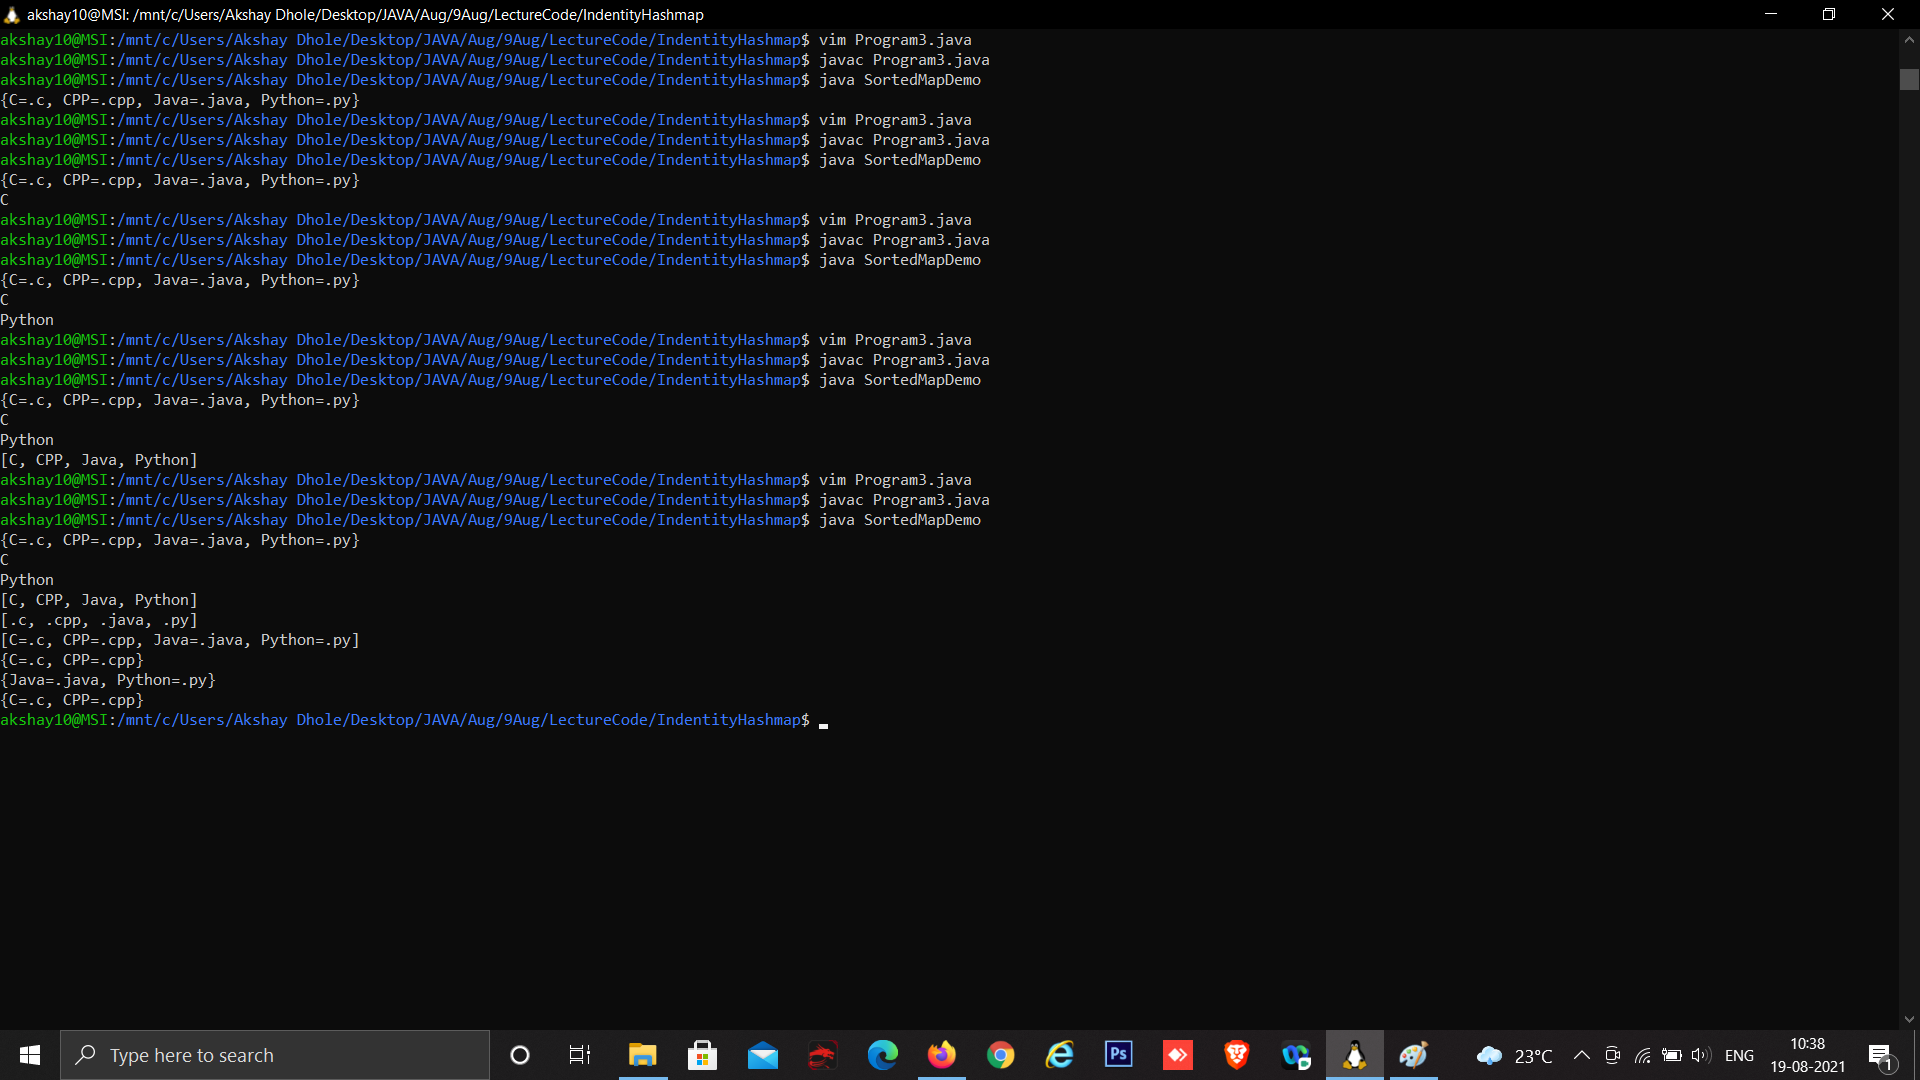 akshay10@MSI: /mnt/c/Users/Akshay Dhole/Desktop/JAVA/Aug/9Aug/LectureCode/IndentityHashmap
akshay10@MSI:/mnt/c/Users/Akshay Dhole/Desktop/JAVA/Aug/9Aug/LectureCode/IndentityHashmap$ vim Program3.java
akshay10@MSI:/mnt/c/Users/Akshay Dhole/Desktop/JAVA/Aug/9Aug/LectureCode/IndentityHashmap$ javac Program3.java
akshay10@MSI:/mnt/c/Users/Akshay Dhole/Desktop/JAVA/Aug/9Aug/LectureCode/IndentityHashmap$ java SortedMapDemo
{C=.c, CPP=.cpp, Java=.java, Python=.py}
akshay10@MSI:/mnt/c/Users/Akshay Dhole/Desktop/JAVA/Aug/9Aug/LectureCode/IndentityHashmap$ vim Program3.java
akshay10@MSI:/mnt/c/Users/Akshay Dhole/Desktop/JAVA/Aug/9Aug/LectureCode/IndentityHashmap$ javac Program3.java
akshay10@MSI:/mnt/c/Users/Akshay Dhole/Desktop/JAVA/Aug/9Aug/LectureCode/IndentityHashmap$ java SortedMapDemo
{C=.c, CPP=.cpp, Java=.java, Python=.py}
C
akshay10@MSI:/mnt/c/Users/Akshay Dhole/Desktop/JAVA/Aug/9Aug/LectureCode/IndentityHashmap$ vim Program3.java
akshay10@MSI:/mnt/c/Users/Akshay Dhole/Desktop/JAVA/Aug/9Aug/LectureCode/IndentityHashmap$ javac Program3.java
akshay10@MSI:/mnt/c/Users/Akshay Dhole/Desktop/JAVA/Aug/9Aug/LectureCode/IndentityHashmap$ java SortedMapDemo
{C=.c, CPP=.cpp, Java=.java, Python=.py}
C
Python
akshay10@MSI:/mnt/c/Users/Akshay Dhole/Desktop/JAVA/Aug/9Aug/LectureCode/IndentityHashmap$ vim Program3.java
akshay10@MSI:/mnt/c/Users/Akshay Dhole/Desktop/JAVA/Aug/9Aug/LectureCode/IndentityHashmap$ javac Program3.java
akshay10@MSI:/mnt/c/Users/Akshay Dhole/Desktop/JAVA/Aug/9Aug/LectureCode/IndentityHashmap$ java SortedMapDemo
{C=.c, CPP=.cpp, Java=.java, Python=.py}
C
Python
[C, CPP, Java, Python]
akshay10@MSI:/mnt/c/Users/Akshay Dhole/Desktop/JAVA/Aug/9Aug/LectureCode/IndentityHashmap$ vim Program3.java
akshay10@MSI:/mnt/c/Users/Akshay Dhole/Desktop/JAVA/Aug/9Aug/LectureCode/IndentityHashmap$ javac Program3.java
akshay10@MSI:/mnt/c/Users/Akshay Dhole/Desktop/JAVA/Aug/9Aug/LectureCode/IndentityHashmap$ java SortedMapDemo
{C=.c, CPP=.cpp, Java=.java, Python=.py}
C
Python
[C, CPP, Java, Python]
[.c, .cpp, .java, .py]
[C=.c, CPP=.cpp, Java=.java, Python=.py]
{C=.c, CPP=.cpp}
{Java=.java, Python=.py}
{C=.c, CPP=.cpp}
akshay10@MSI:/mnt/c/Users/Akshay Dhole/Desktop/JAVA/Aug/9Aug/LectureCode/IndentityHashmap$
Type here to search
Ps
23°C
ENG
10:38
19-08-2021
1